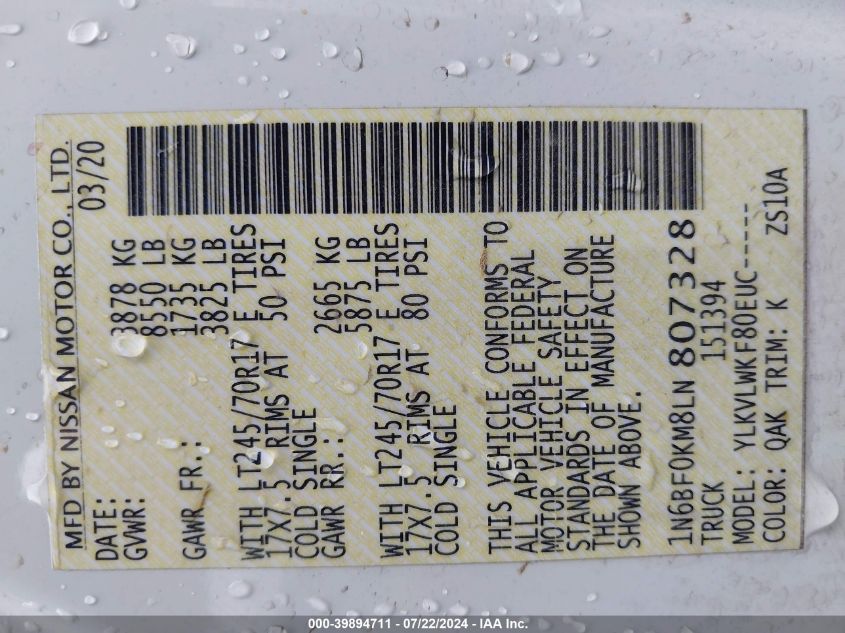 MFD BY NISSAN MOTOR CO., LTD.
DATE: 03/20
GVWR: 3878 KG
8550 LB
GAWR FR.: 1735 KG
3825 LB
WITH LT245/70R17 E TIRES
17X7.5 RIMS AT 50 PSI
COLD SINGLE
GAWR RR.: 2665 KG
5875 LB
WITH LT245/70R17 E TIRES
17X7.5 RIMS AT 80 PSI
COLD SINGLE
THIS VEHICLE CONFORMS TO
ALL APPLICABLE FEDERAL
MOTOR VEHICLE SAFETY
STANDARDS IN EFFECT ON
THE DATE OF MANUFACTURE
SHOWN ABOVE.
1N6BF0KM8LN807328
TRUCK 151394
MODEL: YLKVLWKF80EUC-----
COLOR: QAK TRIM: K ZS10A
000-39894711 - 07/22/2024 - IAA Inc.